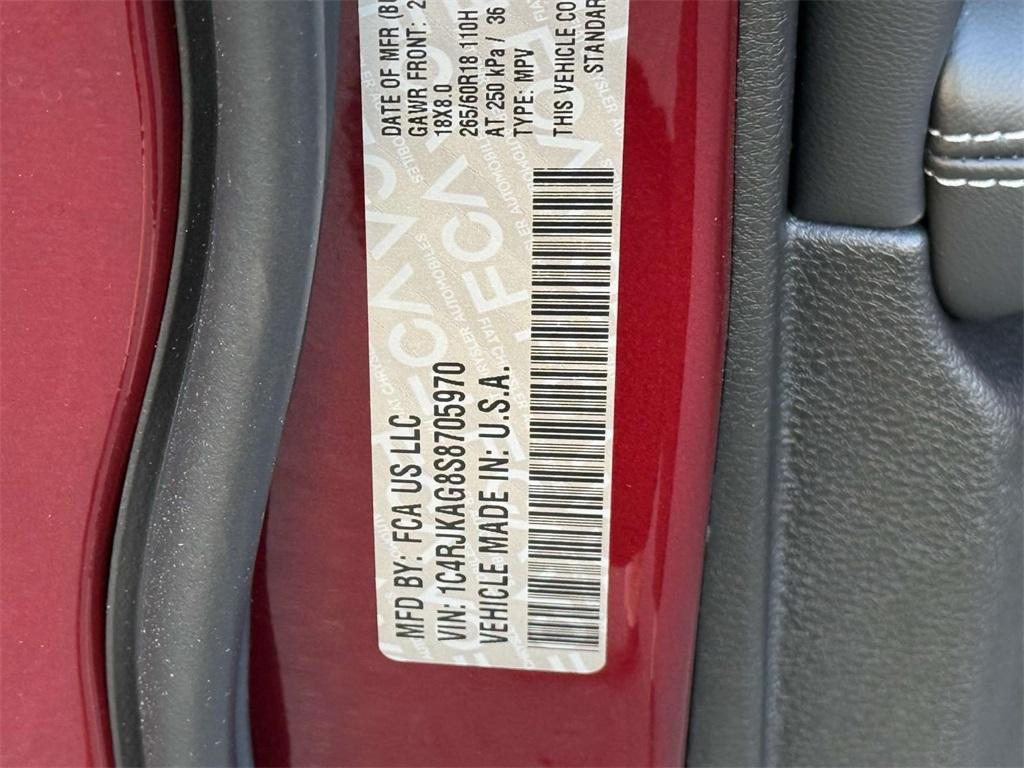 MFD BY: FCA US LLC
VIN: 1C4RJKAG8S8705970
VEHICLE MADE IN: U.S.A.
DATE OF MFR
GAWR FRONT:
18X8.0
265/60R18 110H
AT 250 kPa / 36
TYPE: MPV
THIS VEHICLE
STANDAR